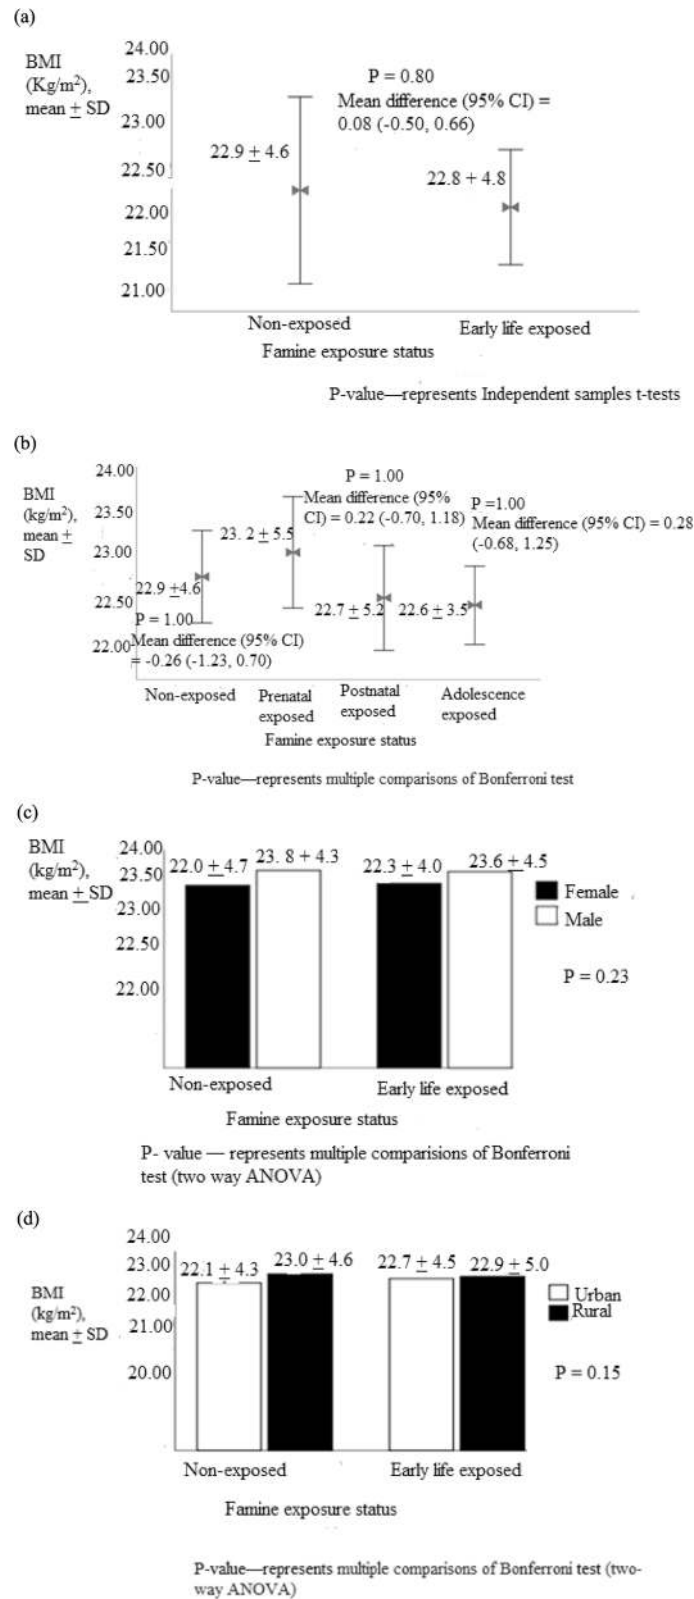 (a)
BMI
(Kg/m²),
mean ± SD
24.00
23.50
23.00
22.50
22.00
21.50
21.00
P = 0.80
Mean difference (95% CI) =
0.08 (-0.50, 0.66)
22.9 ± 4.6
22.8 + 4.8
Non-exposed
Early life exposed
Famine exposure status
P-value—represents Independent samples t-tests
(b)
BMI
(kg/m²),
mean ±
SD
24.00
23.50
23.00
22.50
22.00
P = 1.00
Mean difference (95%
CI) = 0.22 (-0.70, 1.18)
P =1.00
Mean difference (95% CI) = 0.28
(-0.68, 1.25)
23. 2 ± 5.5
22.9 ±4.6
22.7 ± 5.2
22.6 ± 3.5
P = 1.00
Mean difference (95% CI)
= -0.26 (-1.23, 0.70)
Non-exposed
Prenatal
exposed
Postnatal
exposed
Adolescence
exposed
Famine exposure status
P-value—represents multiple comparisons of Bonferroni test
(c)
BMI
(kg/m²),
mean ± SD
24.00
23.50
23.00
22.50
22.00
22.0 ± 4.7
23. 8 + 4.3
22.3 ± 4.0
23.6 ± 4.5
Female
Male
P = 0.23
Non-exposed
Early life exposed
Famine exposure status
P- value — represents multiple comparisions of Bonferroni
test (two way ANOVA)
(d)
BMI
(kg/m²),
mean ± SD
24.00
23.00
22.00
21.00
20.00
22.1 ± 4.3
23.0 ± 4.6
22.7 ± 4.5
22.9 ± 5.0
Urban
Rural
P = 0.15
Non-exposed
Early life exposed
Famine exposure status
P-value—represents multiple comparisons of Bonferroni test (two-
way ANOVA)